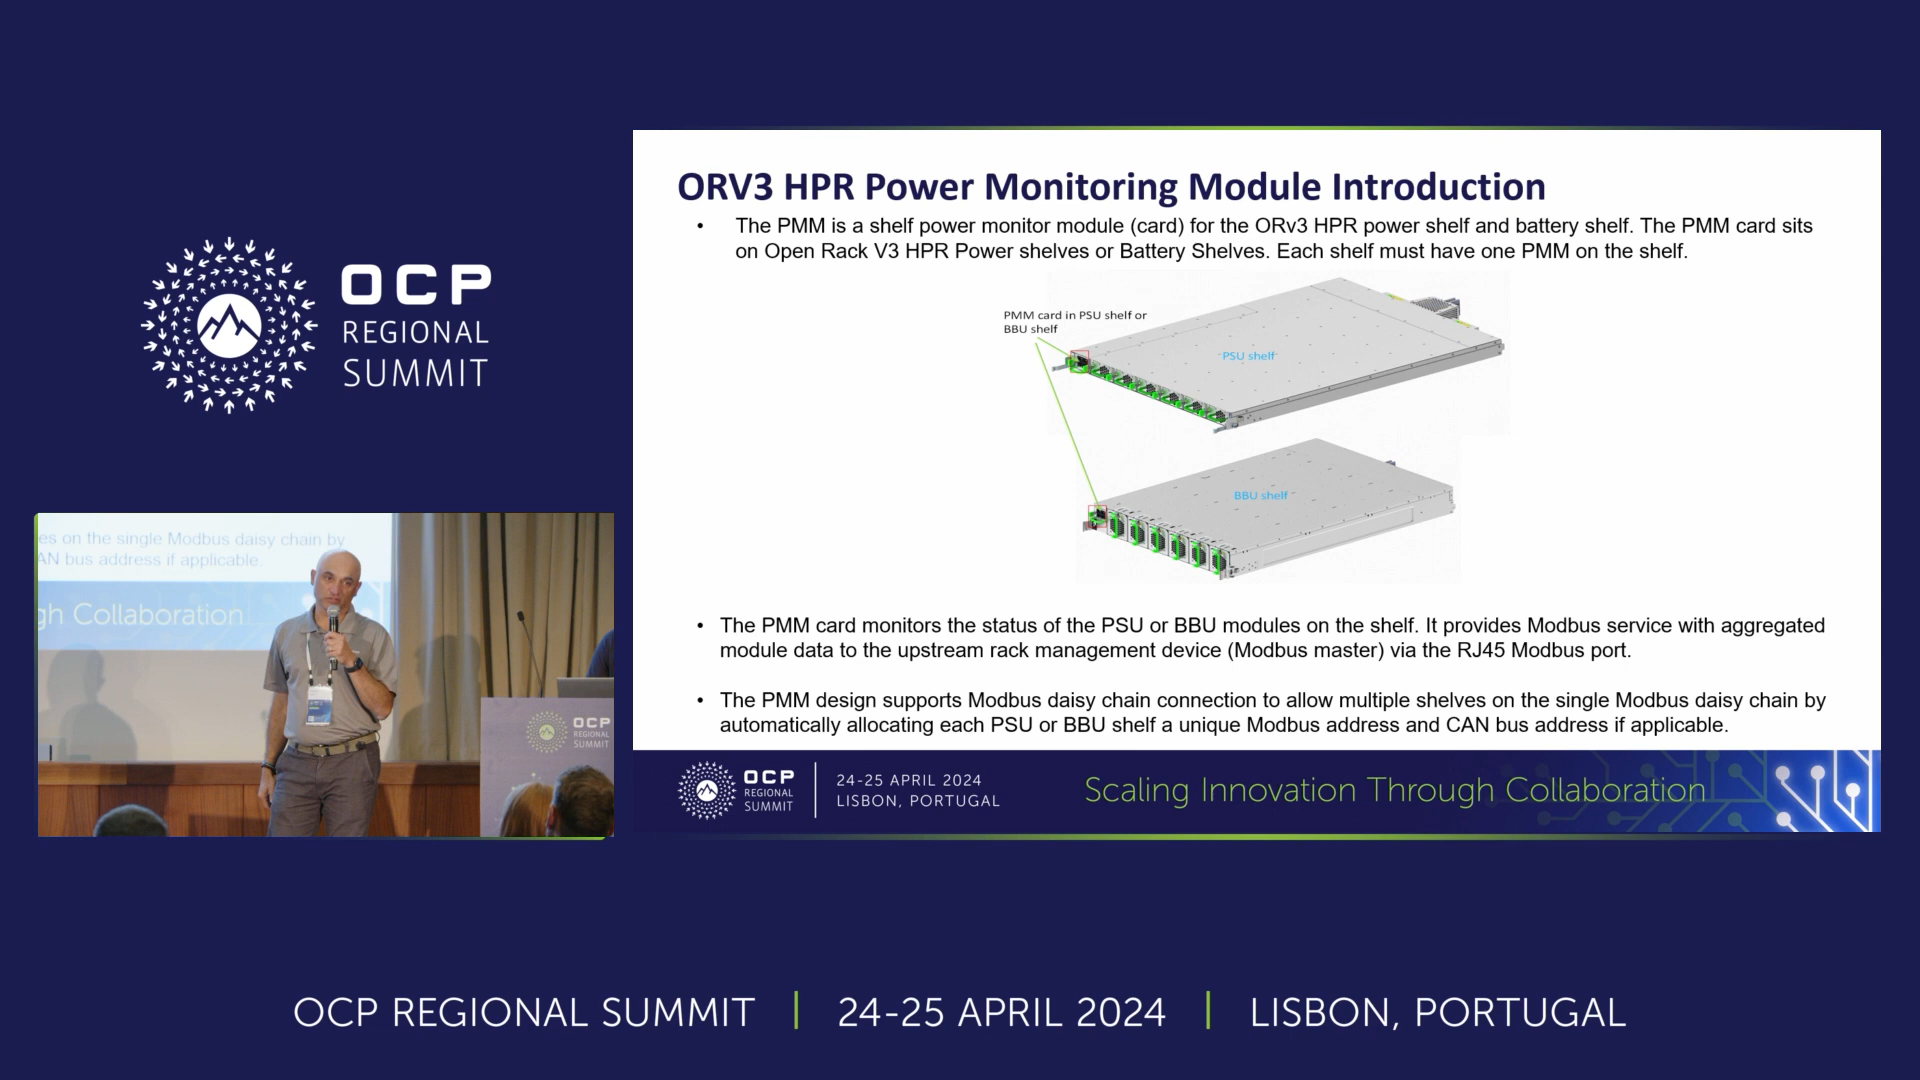 OCP
REGIONAL
SUMMIT
ORV3 HPR Power Monitoring Module Introduction
• The PMM is a shelf power monitor module (card) for the ORv3 HPR power shelf and battery shelf. The PMM card sits
on Open Rack V3 HPR Power shelves or Battery Shelves. Each shelf must have one PMM on the shelf.
PMM card in PSU shelf or
BBU shelf
PSU shelf
BBU shelf
• The PMM card monitors the status of the PSU or BBU modules on the shelf. It provides Modbus service with aggregated
module data to the upstream rack management device (Modbus master) via the RJ45 Modbus port.
• The PMM design supports Modbus daisy chain connection to allow multiple shelves on the single Modbus daisy chain by
automatically allocating each PSU or BBU shelf a unique Modbus address and CAN bus address if applicable.
OCP
REGIONAL
SUMMIT
24-25 APRIL 2024
LISBON, PORTUGAL
Scaling Innovation Through Collaboration
es on the single Modbus daisy chain by
AN bus address if applicable.
gh Collaboration
OCP
REGIONAL
SUMMIT
OCP REGIONAL SUMMIT | 24-25 APRIL 2024 | LISBON, PORTUGAL